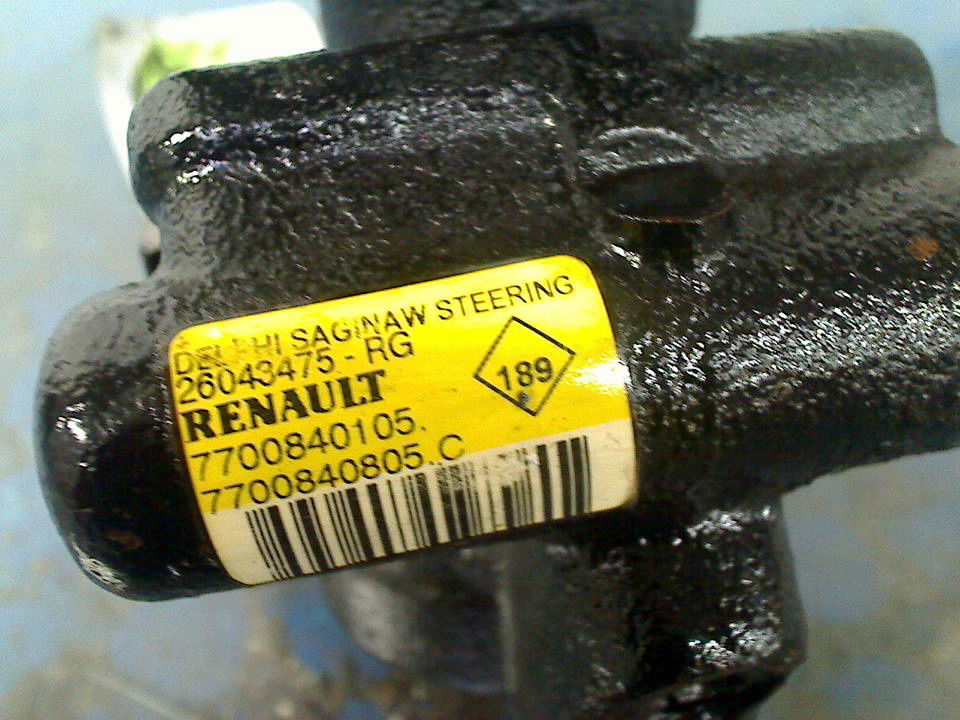 DELPHI SAGINAW STEERING
26043475-RG
RENAULT
7700840105.
7700840805.C
189